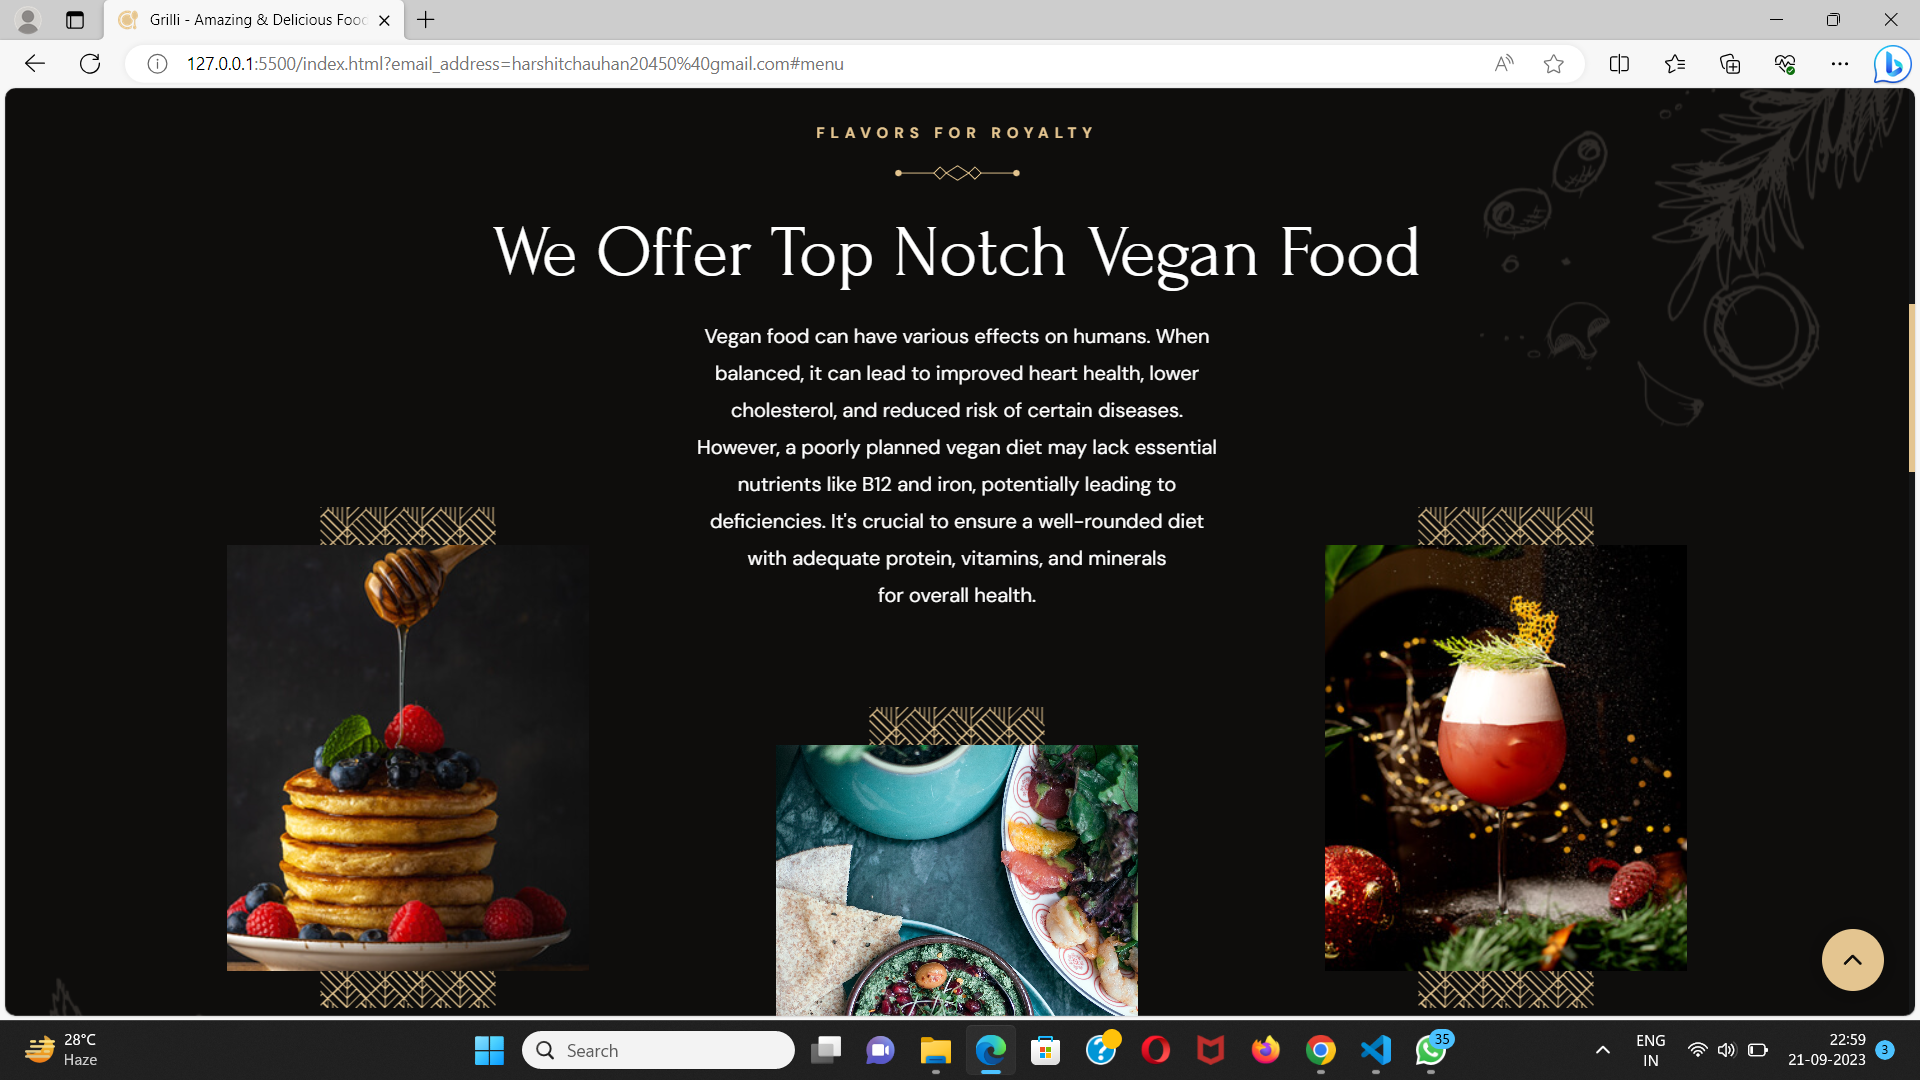 Grilli - Amazing & Delicious Food
127.0.0.1:5500/index.html?email_address=harshitchauhan20450%40gmail.com#menu
FLAVORS FOR ROYALTY
We Offer Top Notch Vegan Food
Vegan food can have various effects on humans. When
balanced, it can lead to improved heart health, lower
cholesterol, and reduced risk of certain diseases.
However, a poorly planned vegan diet may lack essential
nutrients like B12 and iron, potentially leading to
deficiencies. It's crucial to ensure a well-rounded diet
with adequate protein, vitamins, and minerals
for overall health.
28°C
Haze
Search
35
ENG
IN
22:59
21-09-2023
3